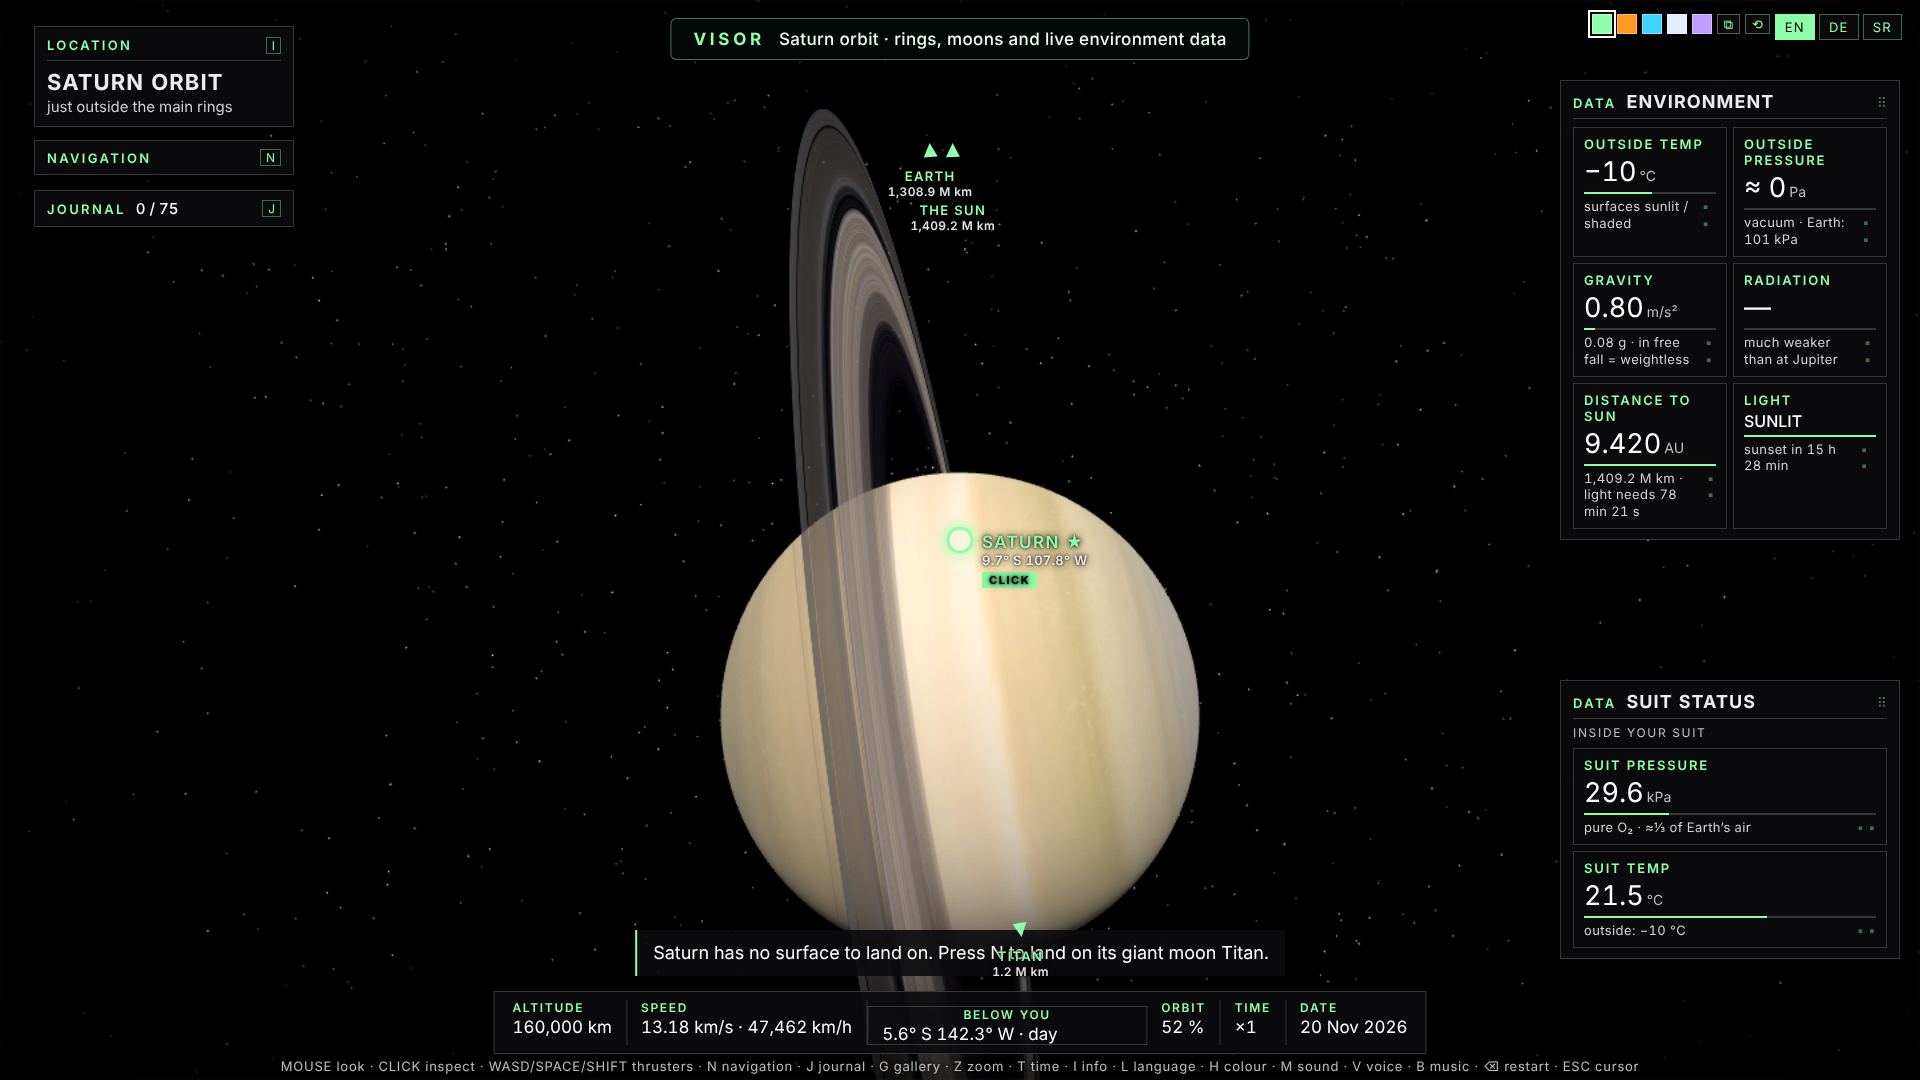 LOCATION I
SATURN ORBIT
just outside the main rings
NAVIGATION N
JOURNAL 0 / 75 J
VISOR Saturn orbit · rings, moons and live environment data
EN DE SR
EARTH
1,308.9 M km
THE SUN
1,409.2 M km
SATURN ★
9.7° S 107.8° W
CLICK
DATA ENVIRONMENT
OUTSIDE TEMP
−10 °C
surfaces sunlit /
shaded
OUTSIDE
PRESSURE
≈ 0 Pa
vacuum · Earth:
101 kPa
GRAVITY
0.80 m/s²
0.08 g · in free
fall = weightless
RADIATION
—
much weaker
than at Jupiter
DISTANCE TO
SUN
9.420 AU
1,409.2 M km ·
light needs 78
min 21 s
LIGHT
SUNLIT
sunset in 15 h
28 min
DATA SUIT STATUS
INSIDE YOUR SUIT
SUIT PRESSURE
29.6 kPa
pure O₂ · ≈⅓ of Earth’s air
SUIT TEMP
21.5 °C
outside: −10 °C
Saturn has no surface to land on. Press N to land on its giant moon Titan.
TITAN
1.2 M km
ALTITUDE
160,000 km
SPEED
13.18 km/s · 47,462 km/h
BELOW YOU
5.6° S 142.3° W · day
ORBIT
52 %
TIME
×1
DATE
20 Nov 2026
MOUSE look · CLICK inspect · WASD/SPACE/SHIFT thrusters · N navigation · J journal · G gallery · Z zoom · T time · I info · L language · H colour · M sound · V voice · B music · ⌫ restart · ESC cursor